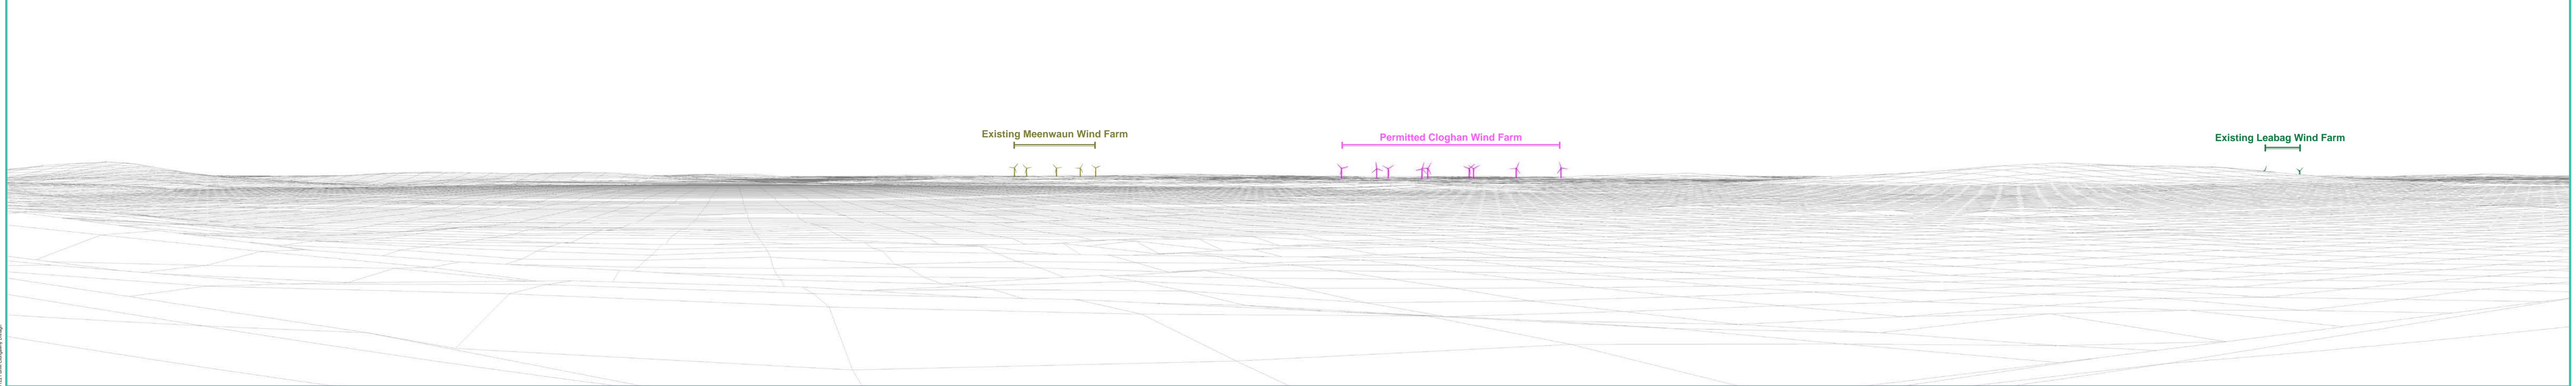 Existing Meenwaun Wind Farm
Permitted Cloghan Wind Farm
Existing Leabag Wind Farm